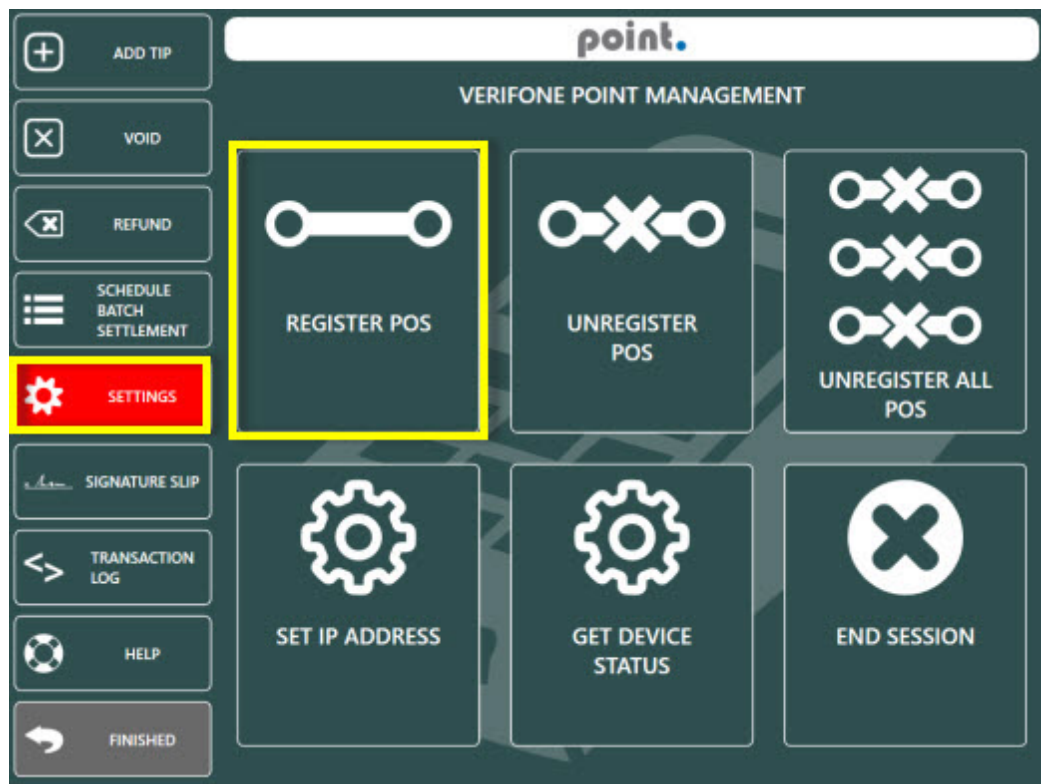 ADD TIP
VOID
REFUND
SCHEDULE
BATCH
SETTLEMENT
SETTINGS
SIGNATURE SLIP
TRANSACTION
LOG
HELP
FINISHED
point.
VERIFONE POINT MANAGEMENT
REGISTER POS
UNREGISTER
POS
UNREGISTER ALL
POS
SET IP ADDRESS
GET DEVICE
STATUS
END SESSION